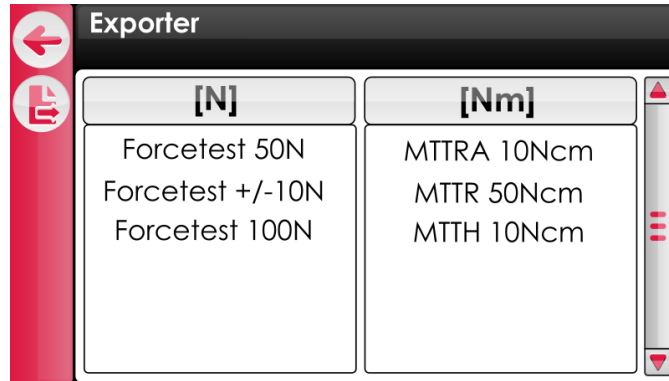 Exporter
[N]
Forcetest 50N
Forcetest +/-10N
Forcetest 100N
[Nm]
MTTRA 10Ncm
MTTR 50Ncm
MTTH 10Ncm